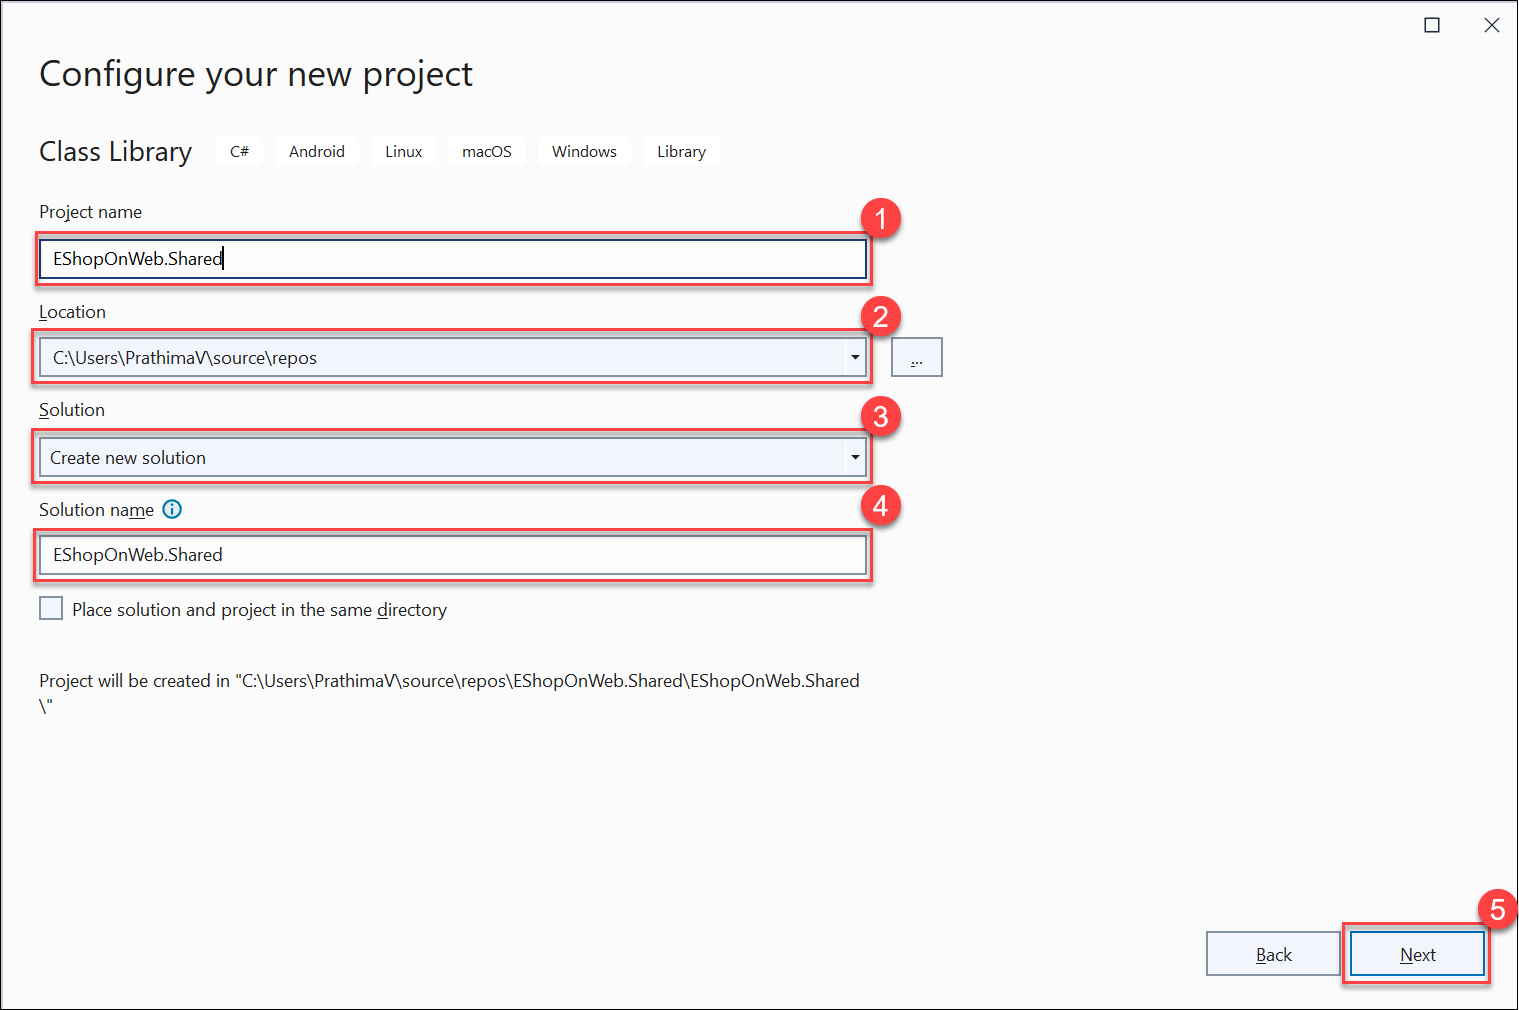 Configure your new project
Class Library C# Android Linux macOS Windows Library
Project name
1
EShopOnWeb.Shared
Location
2
C:\Users\PrathimaV\source\repos
...
Solution
3
Create new solution
Solution name
4
EShopOnWeb.Shared
Place solution and project in the same directory
Project will be created in "C:\Users\PrathimaV\source\repos\EShopOnWeb.Shared\EShopOnWeb.Shared
\"
5
Back Next